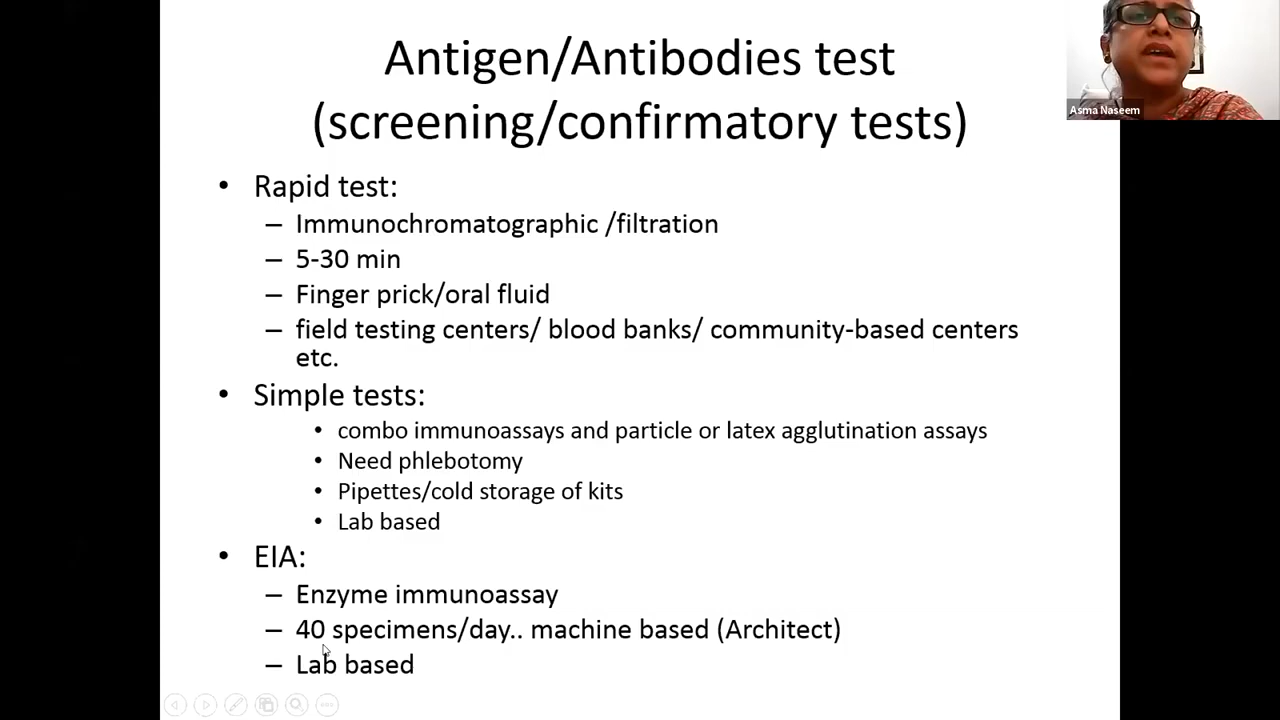 Antigen/Antibodies test
(screening/confirmatory tests)
Asma Naseem
• Rapid test:
– Immunochromatographic /filtration
– 5-30 min
– Finger prick/oral fluid
– field testing centers/ blood banks/ community-based centers
etc.
• Simple tests:
• combo immunoassays and particle or latex agglutination assays
• Need phlebotomy
• Pipettes/cold storage of kits
• Lab based
• EIA:
– Enzyme immunoassay
– 40 specimens/day.. machine based (Architect)
– Lab based